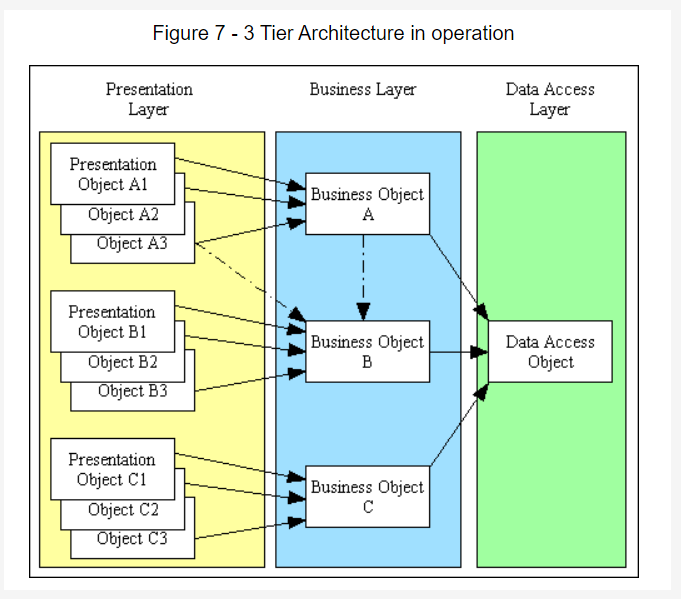 Figure 7 - 3 Tier Architecture in operation
Presentation
Layer
Business Layer
Data Access
Layer
Presentation
Object A1
Object A2
Object A3
Business Object
A
Presentation
Object B1
Object B2
Object B3
Business Object
B
Data Access
Object
Presentation
Object C1
Object C2
Object C3
Business Object
C